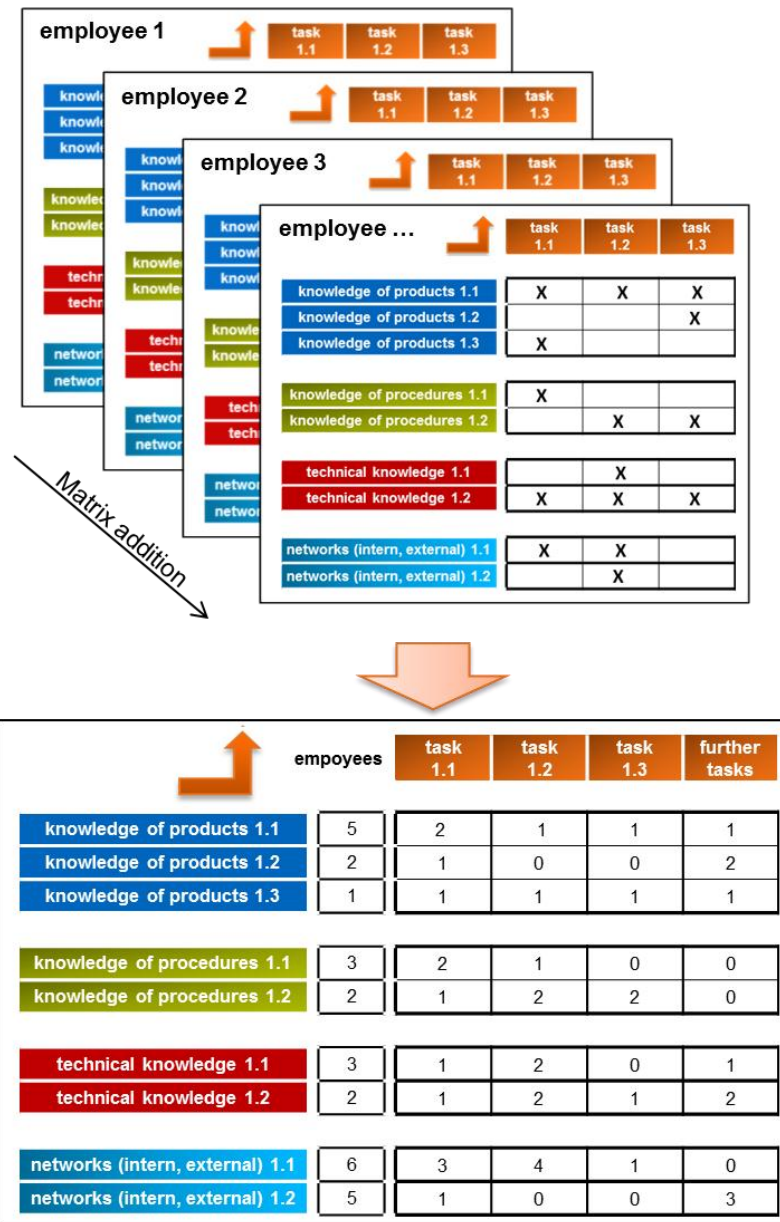 employee 1
task 1.1 task 1.2 task 1.3
employee 2
task 1.1 task 1.2 task 1.3
employee 3
task 1.1 task 1.2 task 1.3
employee ...
task 1.1 task 1.2 task 1.3
knowledge of products 1.1 X X X
knowledge of products 1.2 X
knowledge of products 1.3 X
knowledge of procedures 1.1 X
knowledge of procedures 1.2 X X
technical knowledge 1.1 X
technical knowledge 1.2 X X X
networks (intern, external) 1.1 X X
networks (intern, external) 1.2 X
Matrix addition
empoyees task 1.1 task 1.2 task 1.3 further tasks
knowledge of products 1.1 5 2 1 1 1
knowledge of products 1.2 2 1 0 0 2
knowledge of products 1.3 1 1 1 1 1
knowledge of procedures 1.1 3 2 1 0 0
knowledge of procedures 1.2 2 1 2 2 0
technical knowledge 1.1 3 1 2 0 1
technical knowledge 1.2 2 1 2 1 2
networks (intern, external) 1.1 6 3 4 1 0
networks (intern, external) 1.2 5 1 0 0 3